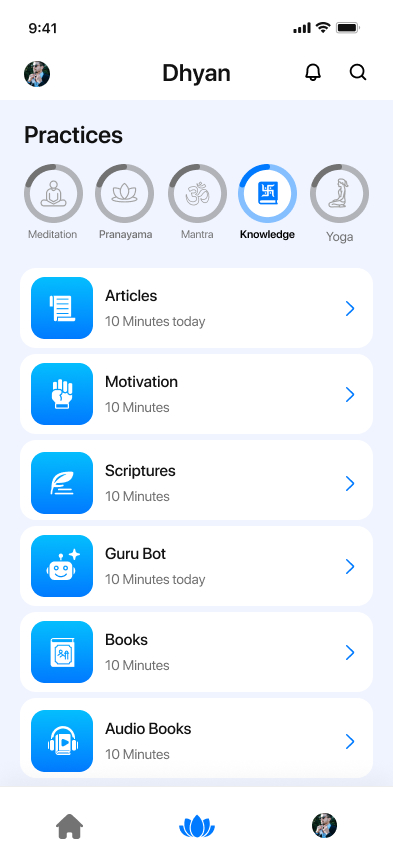 9:41
Dhyan
Practices
Meditation
Pranayama
Mantra
Knowledge
Yoga
Articles
10 Minutes today
Motivation
10 Minutes
Scriptures
10 Minutes
Guru Bot
10 Minutes today
Books
10 Minutes
Audio Books
10 Minutes